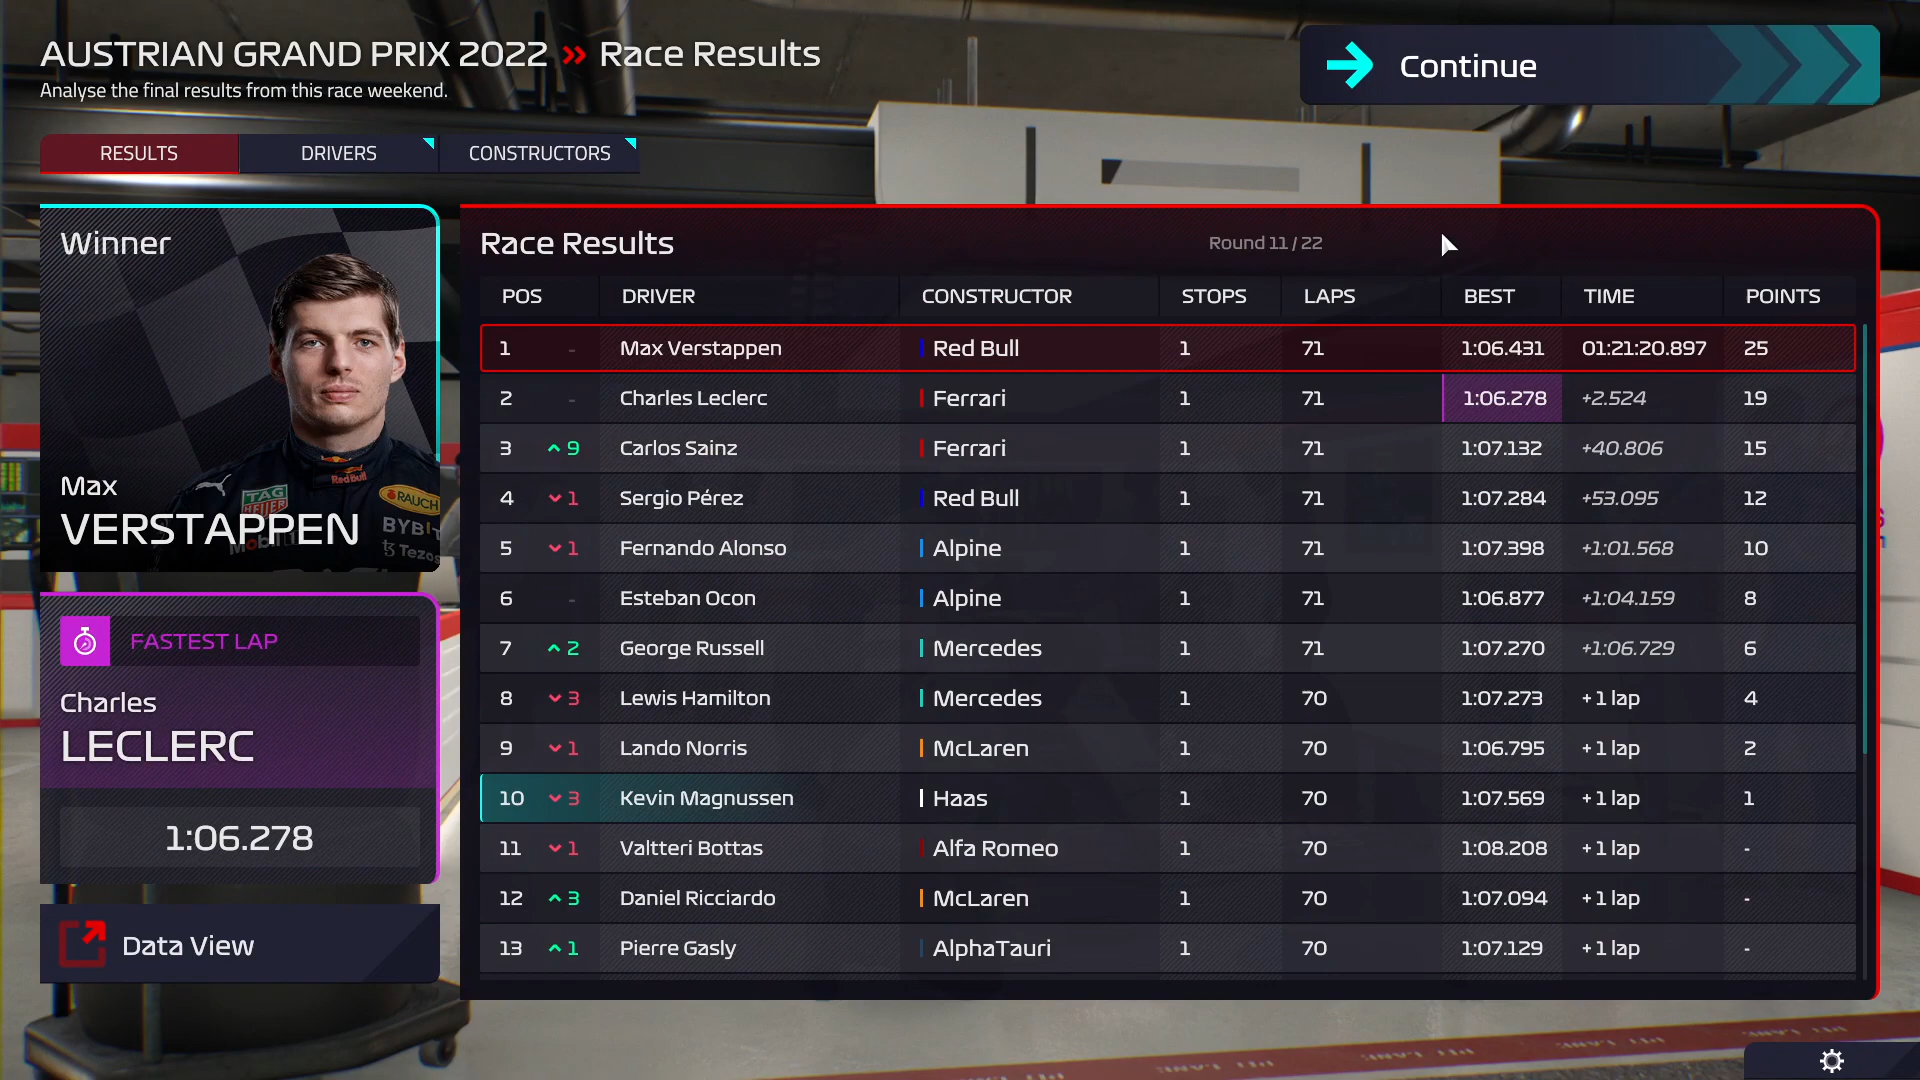 AUSTRIAN GRAND PRIX 2022 » Race Results
Analyse the final results from this race weekend.
Continue
RESULTS DRIVERS CONSTRUCTORS
Winner
Max
VERSTAPPEN
TAG
HEUER
Red Bull
RAUCH
BYBIT
Mobil
Tezos
FASTEST LAP
Charles
LECLERC
1:06.278
Data View
Race Results Round 11 / 22
POS DRIVER CONSTRUCTOR STOPS LAPS BEST TIME POINTS
1 - Max Verstappen Red Bull 1 71 1:06.431 01:21:20.897 25
2 - Charles Leclerc Ferrari 1 71 1:06.278 +2.524 19
3 9 Carlos Sainz Ferrari 1 71 1:07.132 +40.806 15
4 1 Sergio Pérez Red Bull 1 71 1:07.284 +53.095 12
5 1 Fernando Alonso Alpine 1 71 1:07.398 +1:01.568 10
6 - Esteban Ocon Alpine 1 71 1:06.877 +1:04.159 8
7 2 George Russell Mercedes 1 71 1:07.270 +1:06.729 6
8 3 Lewis Hamilton Mercedes 1 70 1:07.273 + 1 lap 4
9 1 Lando Norris McLaren 1 70 1:06.795 + 1 lap 2
10 3 Kevin Magnussen Haas 1 70 1:07.569 + 1 lap 1
11 1 Valtteri Bottas Alfa Romeo 1 70 1:08.208 + 1 lap -
12 3 Daniel Ricciardo McLaren 1 70 1:07.094 + 1 lap -
13 1 Pierre Gasly AlphaTauri 1 70 1:07.129 + 1 lap -